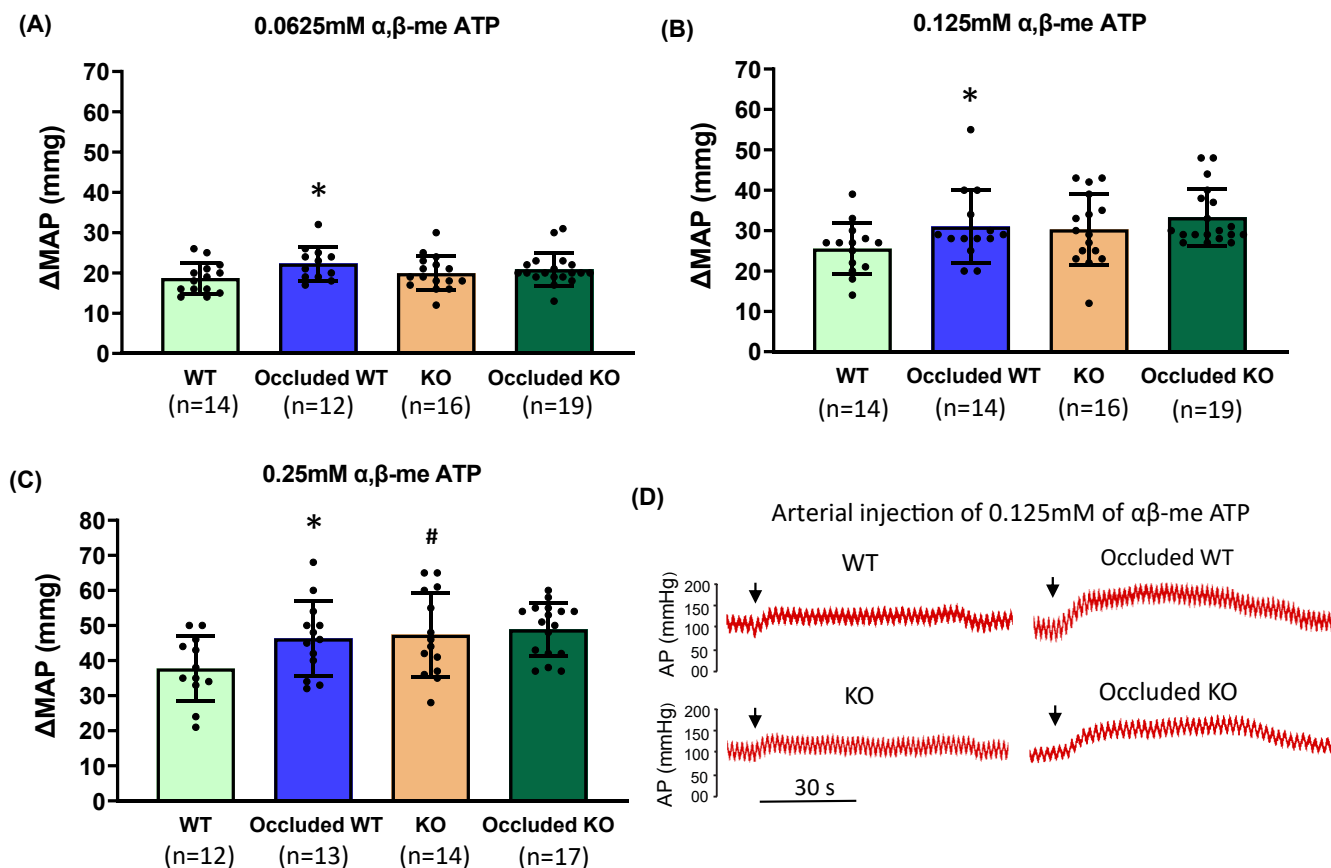 (A)
0.0625mM α,β-me ATP
ΔMAP (mmg)
70
60
50
40
30
20
10
0
*
WT Occluded WT KO Occluded KO
(n=14) (n=12) (n=16) (n=19)
(B)
0.125mM α,β-me ATP
ΔMAP (mmg)
70
60
50
40
30
20
10
0
*
WT Occluded WT KO Occluded KO
(n=14) (n=14) (n=16) (n=19)
(C)
0.25mM α,β-me ATP
ΔMAP (mmg)
80
70
60
50
40
30
20
10
0
*
#
WT Occluded WT KO Occluded KO
(n=12) (n=13) (n=14) (n=17)
(D)
Arterial injection of 0.125mM of αβ-me ATP
WT Occluded WT
AP (mmHg)
200
150
100
50
00
KO Occluded KO
AP (mmHg)
200
150
100
50
00
30 s